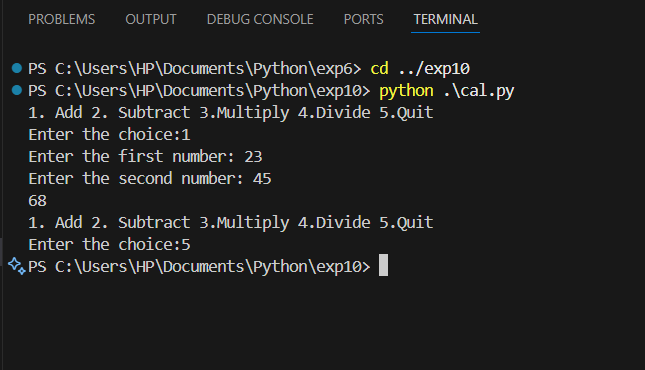 PROBLEMS OUTPUT DEBUG CONSOLE PORTS TERMINAL
PS C:\Users\HP\Documents\Python\exp6> cd ../exp10
PS C:\Users\HP\Documents\Python\exp10> python .\cal.py
1. Add 2. Subtract 3.Multiply 4.Divide 5.Quit
Enter the choice:1
Enter the first number: 23
Enter the second number: 45
68
1. Add 2. Subtract 3.Multiply 4.Divide 5.Quit
Enter the choice:5
PS C:\Users\HP\Documents\Python\exp10>